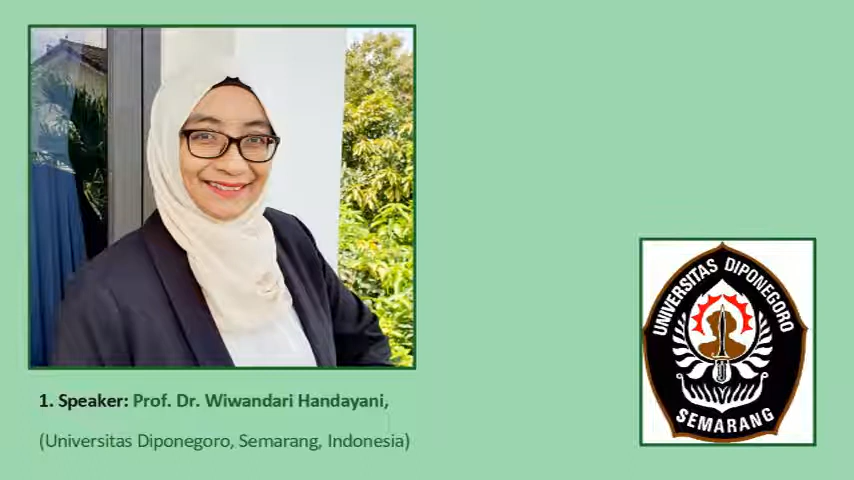 1. Speaker: Prof. Dr. Wiwandari Handayani,
(Universitas Diponegoro, Semarang, Indonesia)
UNIVERSITAS DIPONEGORO
SEMARANG